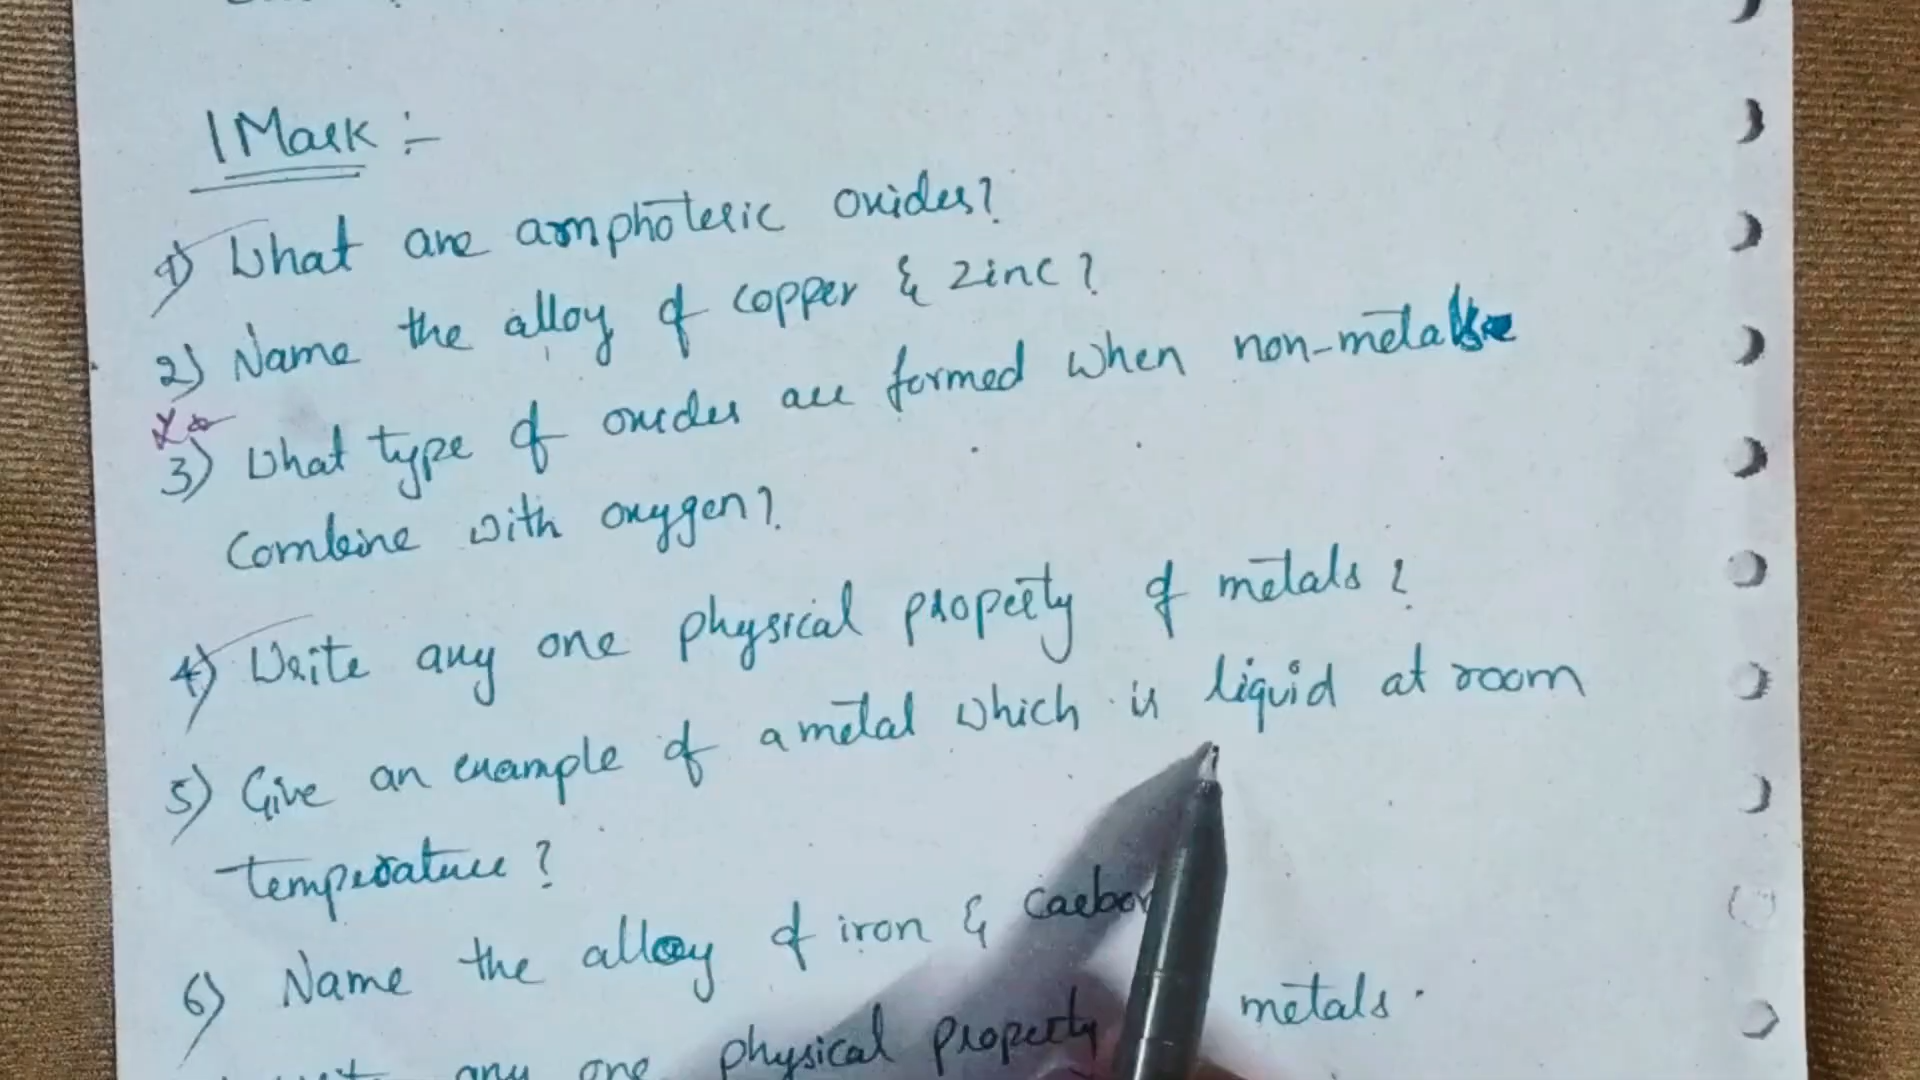 1 Mark :-
1) What are amphoteric oxides?
2) Name the alloy of copper & zinc?
3) What type of oxides are formed when non-metals
combine with oxygen?
4) Write any one physical property of metals?
5) Give an example of a metal which is liquid at room
temperature?
6) Name the alloy of iron & carbon
any one physical property metals.